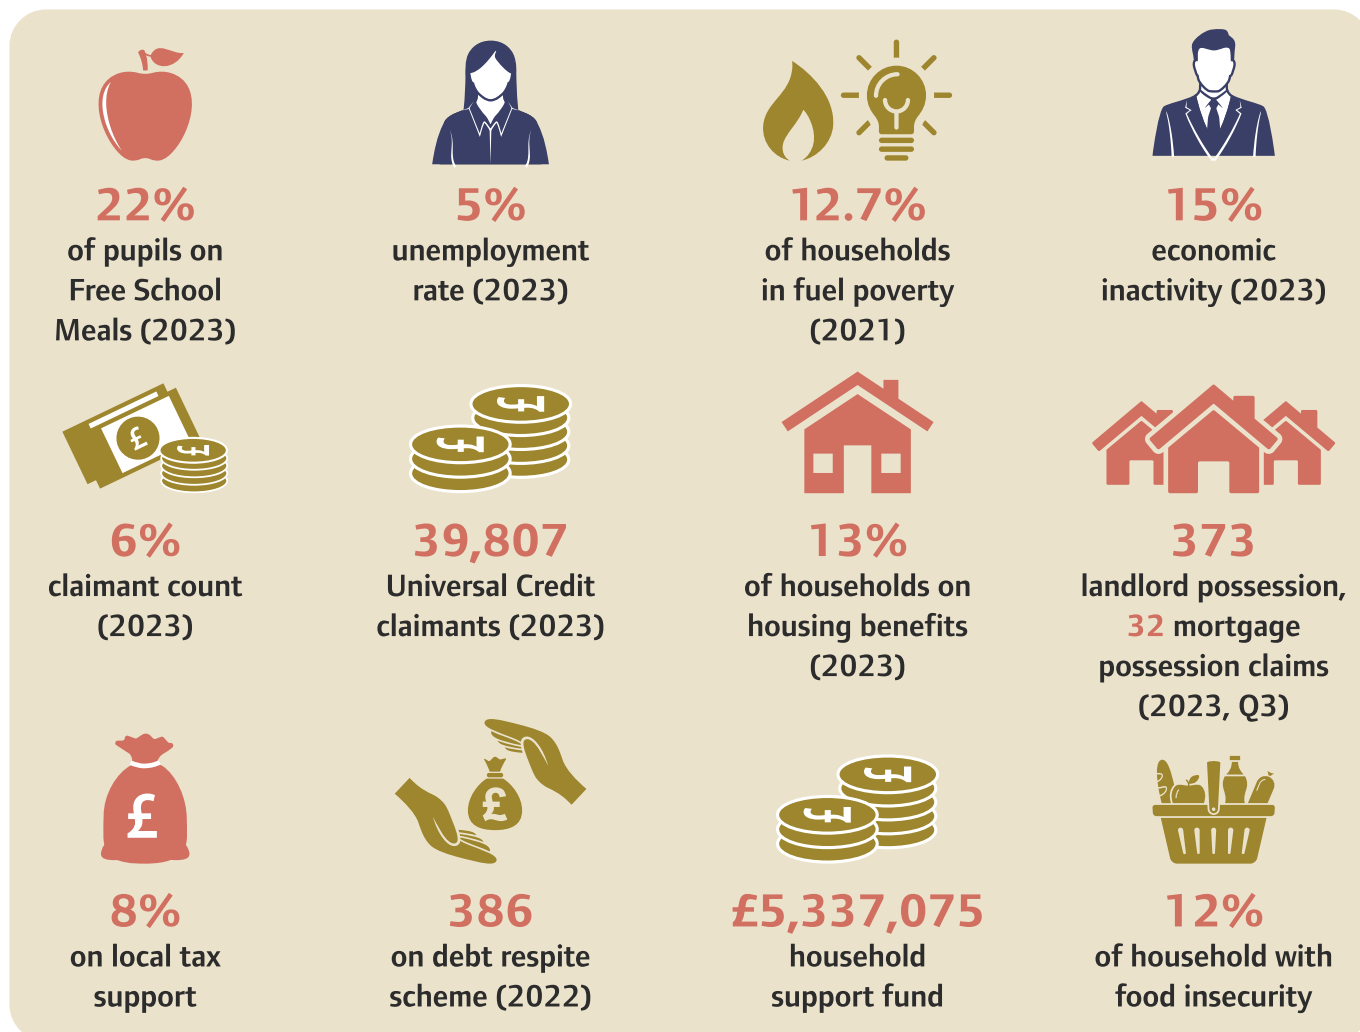 22%
of pupils on
Free School
Meals (2023)
5%
unemployment
rate (2023)
12.7%
of households
in fuel poverty
(2021)
15%
economic
inactivity (2023)
£
£
6%
claimant count
(2023)
£
£
39,807
Universal Credit
claimants (2023)
13%
of households on
housing benefits
(2023)
373
landlord possession,
32 mortgage
possession claims
(2023, Q3)
£
8%
on local tax
support
£
386
on debt respite
scheme (2022)
£
£
£5,337,075
household
support fund
12%
of household with
food insecurity